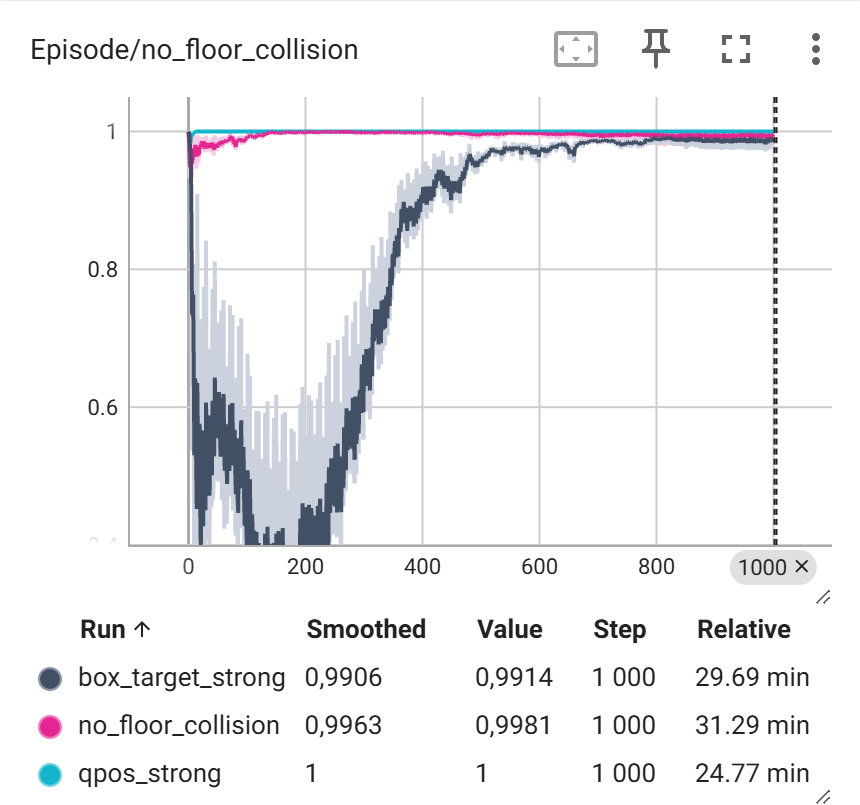 Episode/no_floor_collision
1
0.8
0.6
0.4
0 200 400 600 800 1000 ×
Run ↑ Smoothed Value Step Relative
box_target_strong 0,9906 0,9914 1 000 29.69 min
no_floor_collision 0,9963 0,9981 1 000 31.29 min
qpos_strong 1 1 1 000 24.77 min